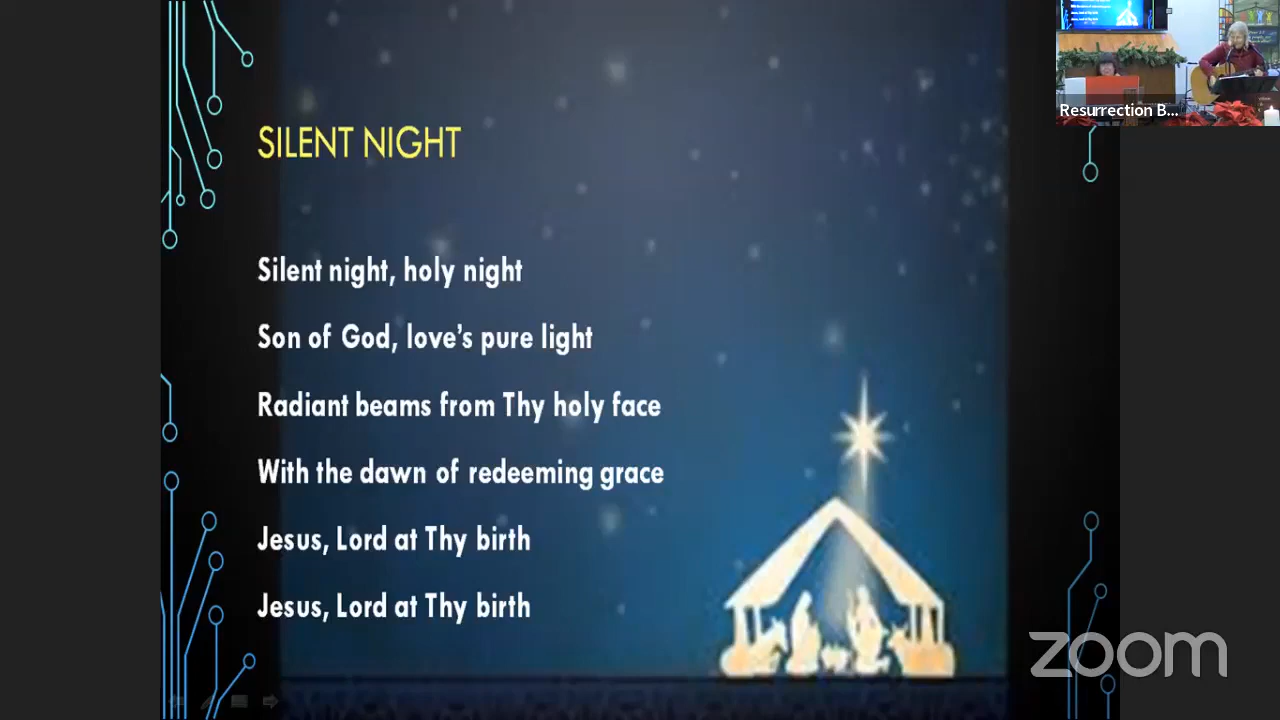 SILENT NIGHT
Silent night, holy night
Son of God, love's pure light
Radiant beams from Thy holy face
With the dawn of redeeming grace
Jesus, Lord at Thy birth
Jesus, Lord at Thy birth
Resurrection B...
zoom